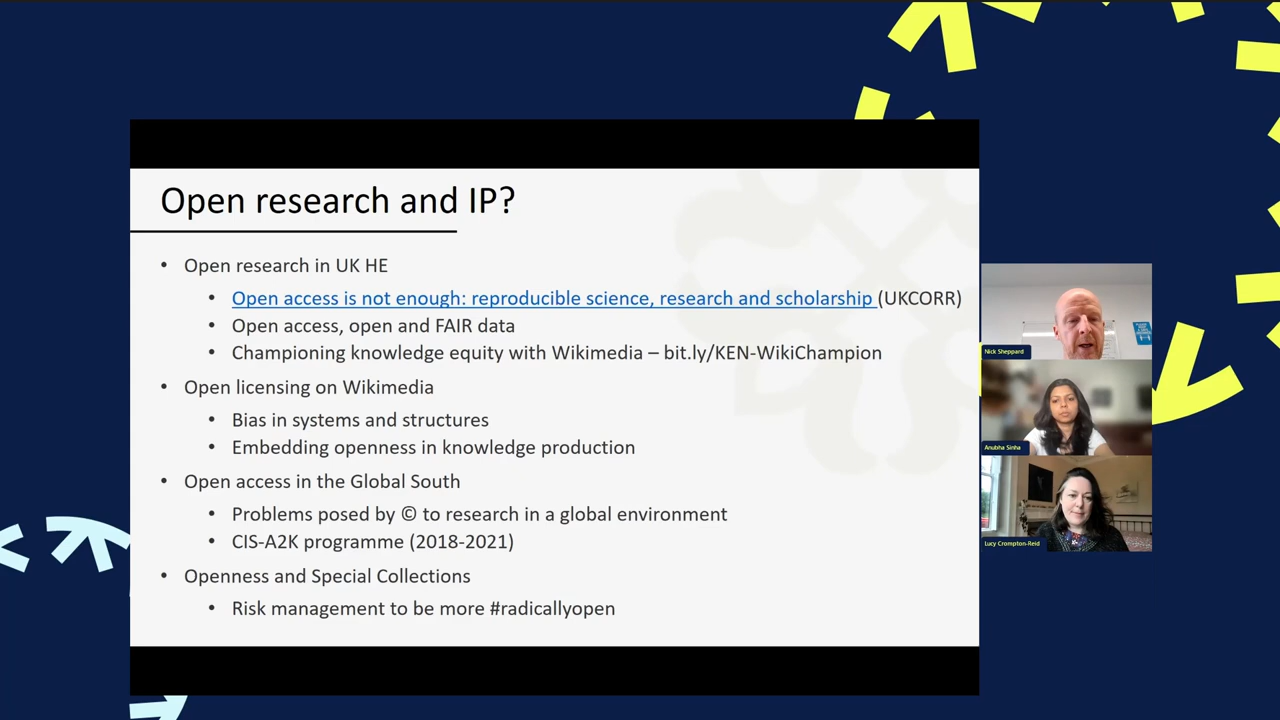 Open research and IP?
• Open research in UK HE
• Open access is not enough: reproducible science, research and scholarship (UKCORR)
• Open access, open and FAIR data
• Championing knowledge equity with Wikimedia – bit.ly/KEN-WikiChampion
• Open licensing on Wikimedia
• Bias in systems and structures
• Embedding openness in knowledge production
• Open access in the Global South
• Problems posed by © to research in a global environment
• CIS-A2K programme (2018-2021)
• Openness and Special Collections
• Risk management to be more #radicallyopen
Nick Sheppard
Anubha Sinha
Lucy Crompton-Reid